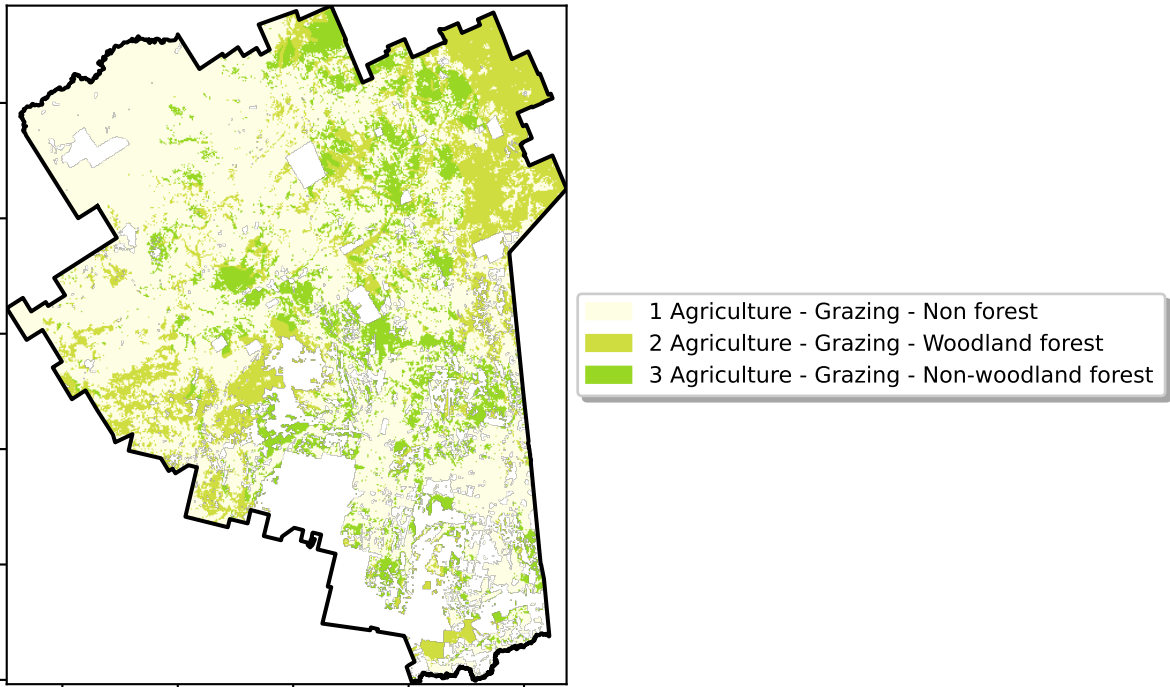 1 Agriculture - Grazing - Non forest
2 Agriculture - Grazing - Woodland forest
3 Agriculture - Grazing - Non-woodland forest